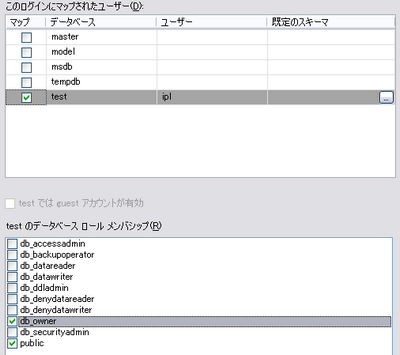 このログインにマップされたユーザー(D):
マップ データベース ユーザー 既定のスキーマ
master
model
msdb
tempdb
test ipl ...
test では guest アカウントが有効
test のデータベース ロール メンバシップ(R)
db_accessadmin
db_backupoperator
db_datareader
db_datawriter
db_ddladmin
db_denydatareader
db_denydatawriter
db_owner
db_securityadmin
public